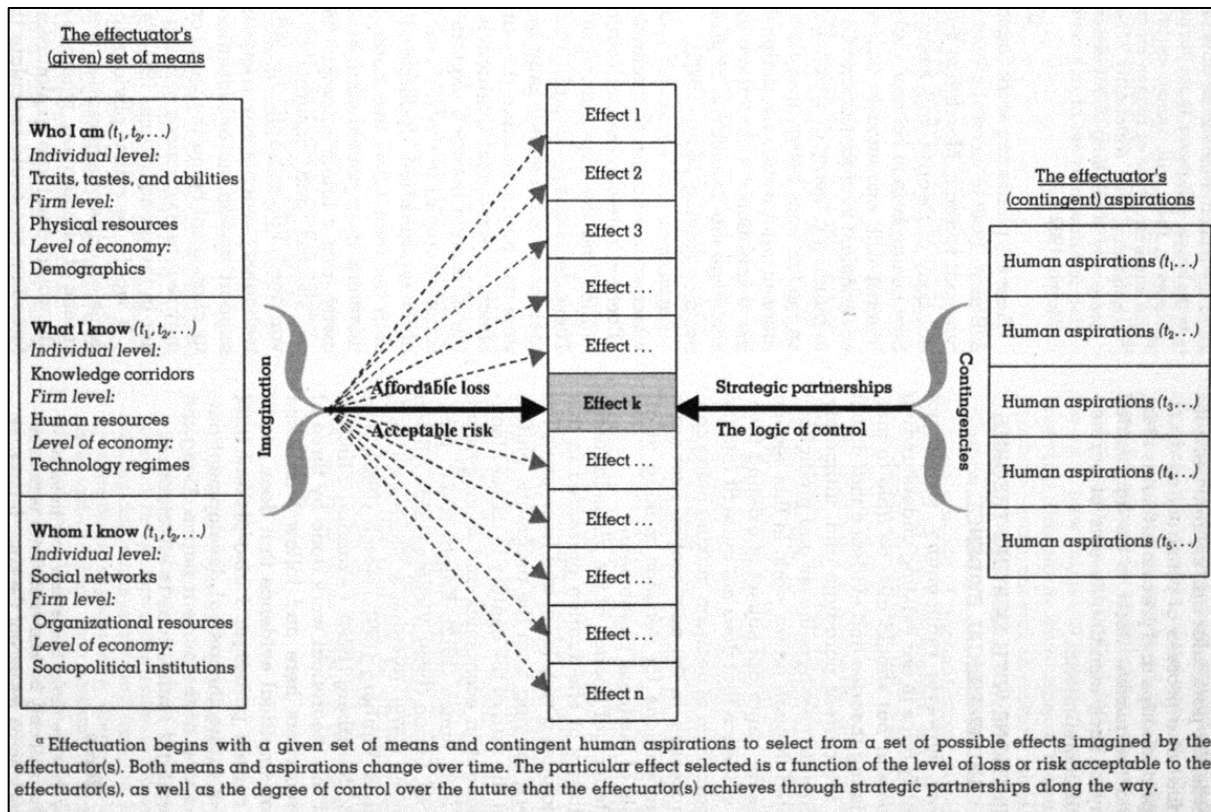 The effectuator's
(given) set of means
Who I am (t₁, t₂,...)
Individual level:
Traits, tastes, and abilities
Firm level:
Physical resources
Level of economy:
Demographics
What I know (t₁, t₂,...)
Individual level:
Knowledge corridors
Firm level:
Human resources
Level of economy:
Technology regimes
Whom I know (t₁, t₂,...)
Individual level:
Social networks
Firm level:
Organizational resources
Level of economy:
Sociopolitical institutions
Imagination
Affordable loss
Acceptable risk
Effect 1
Effect 2
Effect 3
Effect ...
Effect ...
Effect k
Effect ...
Effect ...
Effect ...
Effect ...
Effect n
Strategic partnerships
The logic of control
Contingencies
The effectuator's
(contingent) aspirations
Human aspirations (t₁...)
Human aspirations (t₂...)
Human aspirations (t₃...)
Human aspirations (t₄...)
Human aspirations (t₅...)
ᵃ Effectuation begins with a given set of means and contingent human aspirations to select from a set of possible effects imagined by the
effectuator(s). Both means and aspirations change over time. The particular effect selected is a function of the level of loss or risk acceptable to the
effectuator(s), as well as the degree of control over the future that the effectuator(s) achieves through strategic partnerships along the way.